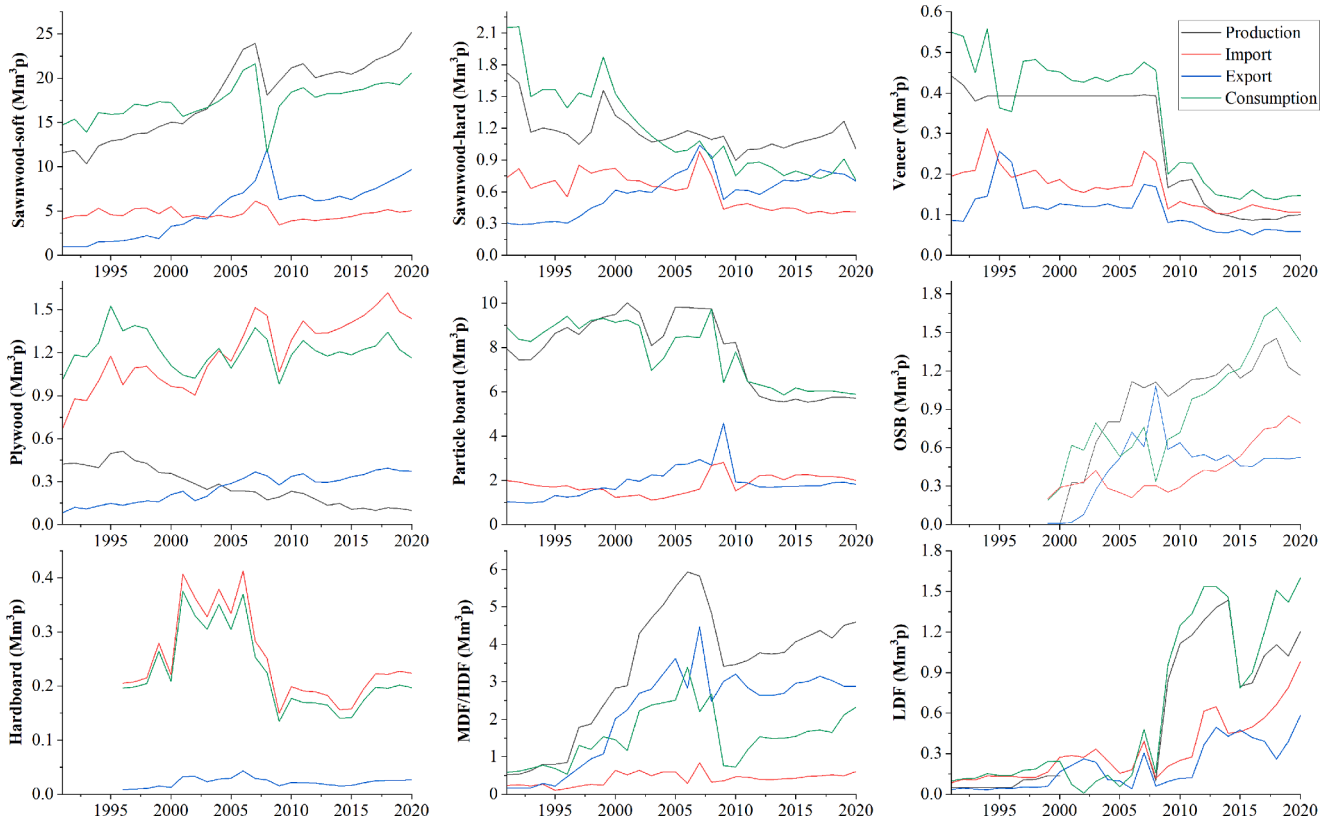 Sawnwood-soft (Mm³p)
25
20
15
10
5
0
1995 2000 2005 2010 2015 2020
Sawnwood-hard (Mm³p)
2.1
1.8
1.5
1.2
0.9
0.6
0.3
0.0
1995 2000 2005 2010 2015 2020
Veneer (Mm³p)
0.6
0.5
0.4
0.3
0.2
0.1
0.0
1995 2000 2005 2010 2015 2020
Production
Import
Export
Consumption
Plywood (Mm³p)
1.5
1.2
0.9
0.6
0.3
0.0
1995 2000 2005 2010 2015 2020
Particle board (Mm³p)
10
8
6
4
2
0
1995 2000 2005 2010 2015 2020
OSB (Mm³p)
1.8
1.5
1.2
0.9
0.6
0.3
0.0
1995 2000 2005 2010 2015 2020
Hardboard (Mm³p)
0.4
0.3
0.2
0.1
0.0
1995 2000 2005 2010 2015 2020
MDF/HDF (Mm³p)
7
6
5
4
3
2
1
0
1995 2000 2005 2010 2015 2020
LDF (Mm³p)
1.8
1.5
1.2
0.9
0.6
0.3
0.0
1995 2000 2005 2010 2015 2020